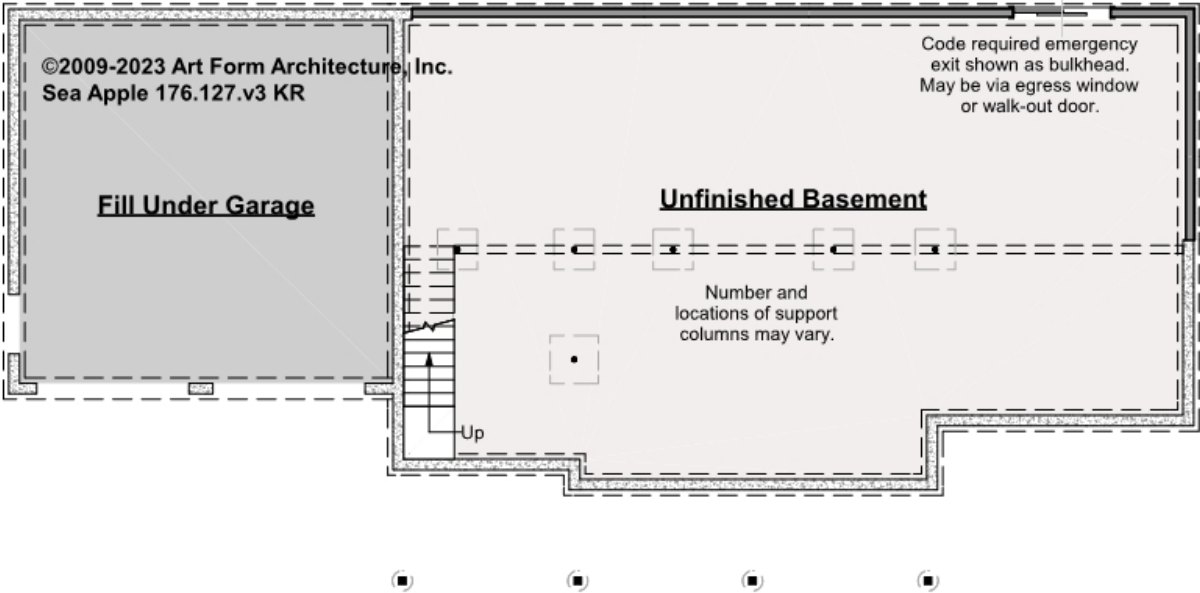 ©2009-2023 Art Form Architecture, Inc.
Sea Apple 176.127.v3 KR
Code required emergency
exit shown as bulkhead.
May be via egress window
or walk-out door.
Fill Under Garage
Unfinished Basement
Number and
locations of support
columns may vary.
Up